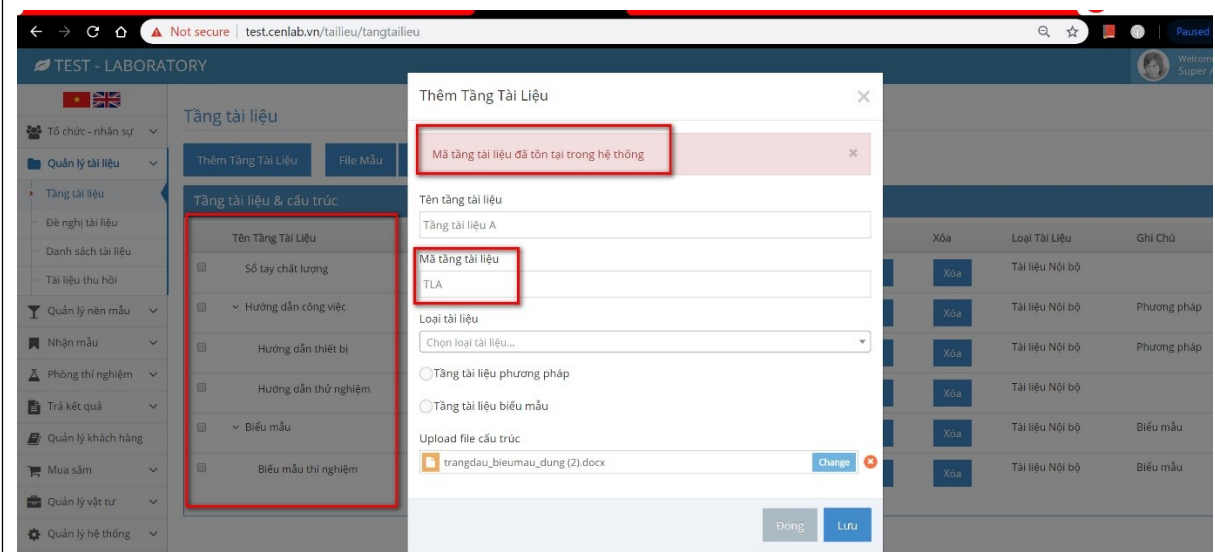 Not secure | test.cenlab.vn/tailieu/tangtailieu
Paused
TEST - LABORATORY
Welcome
Super
Tổ chức - nhân sự
Quản lý tài liệu
Tầng tài liệu
Đề nghị tài liệu
Danh sách tài liệu
Tài liệu thu hồi
Quản lý nền mẫu
Nhận mẫu
Phòng thí nghiệm
Trả kết quả
Quản lý khách hàng
Mua sắm
Quản lý vật tư
Quản lý hệ thống
Tầng tài liệu
Thêm Tầng Tài Liệu File Mẫu
Tầng tài liệu & cấu trúc
Tên Tầng Tài Liệu Xóa Loại Tài Liệu Ghi Chú
Sổ tay chất lượng Xóa Tài liệu Nội bộ
Hướng dẫn công việc Xóa Tài liệu Nội bộ Phương pháp
Hướng dẫn thiết bị Xóa Tài liệu Nội bộ Phương pháp
Hướng dẫn thử nghiệm Xóa Tài liệu Nội bộ
Biểu mẫu Xóa Tài liệu Nội bộ Biểu mẫu
Biểu mẫu thí nghiệm Xóa Tài liệu Nội bộ Biểu mẫu
Thêm Tầng Tài Liệu
Mã tầng tài liệu đã tồn tại trong hệ thống
Tên tầng tài liệu
Tầng tài liệu A
Mã tầng tài liệu
TLA
Loại tài liệu
Chọn loại tài liệu...
Tầng tài liệu phương pháp
Tầng tài liệu biểu mẫu
Upload file cấu trúc
trangdau_bieumau_dung (2).docx Change
Đóng Lưu